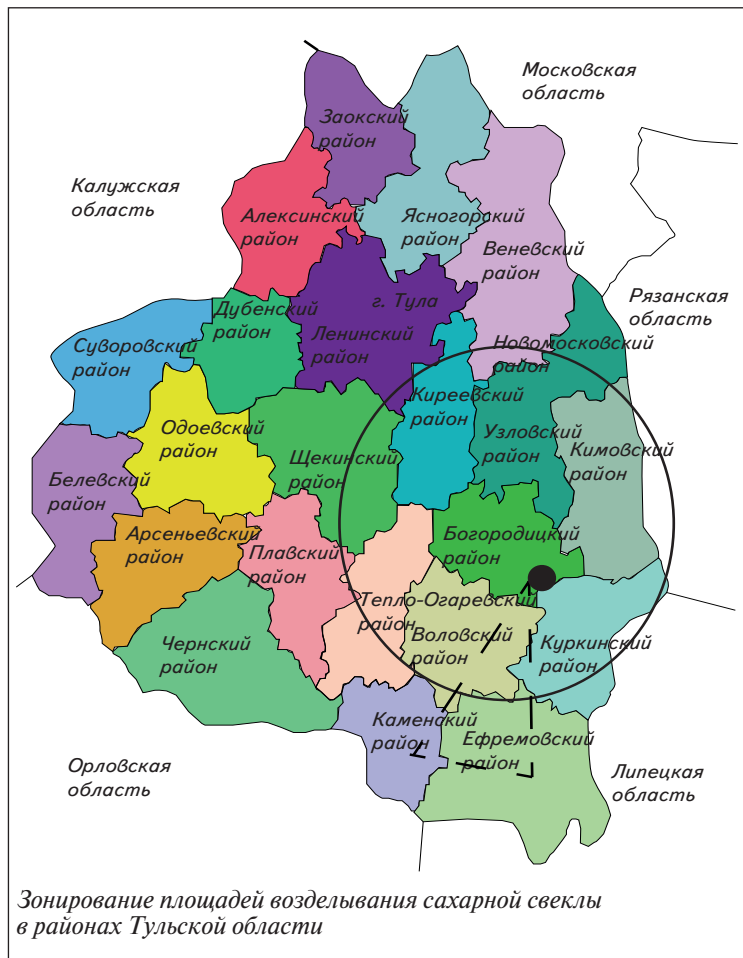 Московская
область
Заокский
район
Калужская
область
Алексинский
район
Ясногорский
район
Веневский
район
Рязанская
область
г. Тула
Дубенский
район
Ленинский
район
Суворовский
район
Новомосковский
район
Киреевский
район
Одоевский
район
Щекинский
район
Узловский
район
Кимовский
район
Белевский
район
Арсеньевский
район
Плавский
район
Богородицкий
район
Тепло-Огаревский
район
Воловский
район
Чернский
район
Куркинский
район
Каменский
район
Ефремовский
район
Орловская
область
Липецкая
область
Зонирование площадей возделывания сахарной свеклы
в районах Тульской области